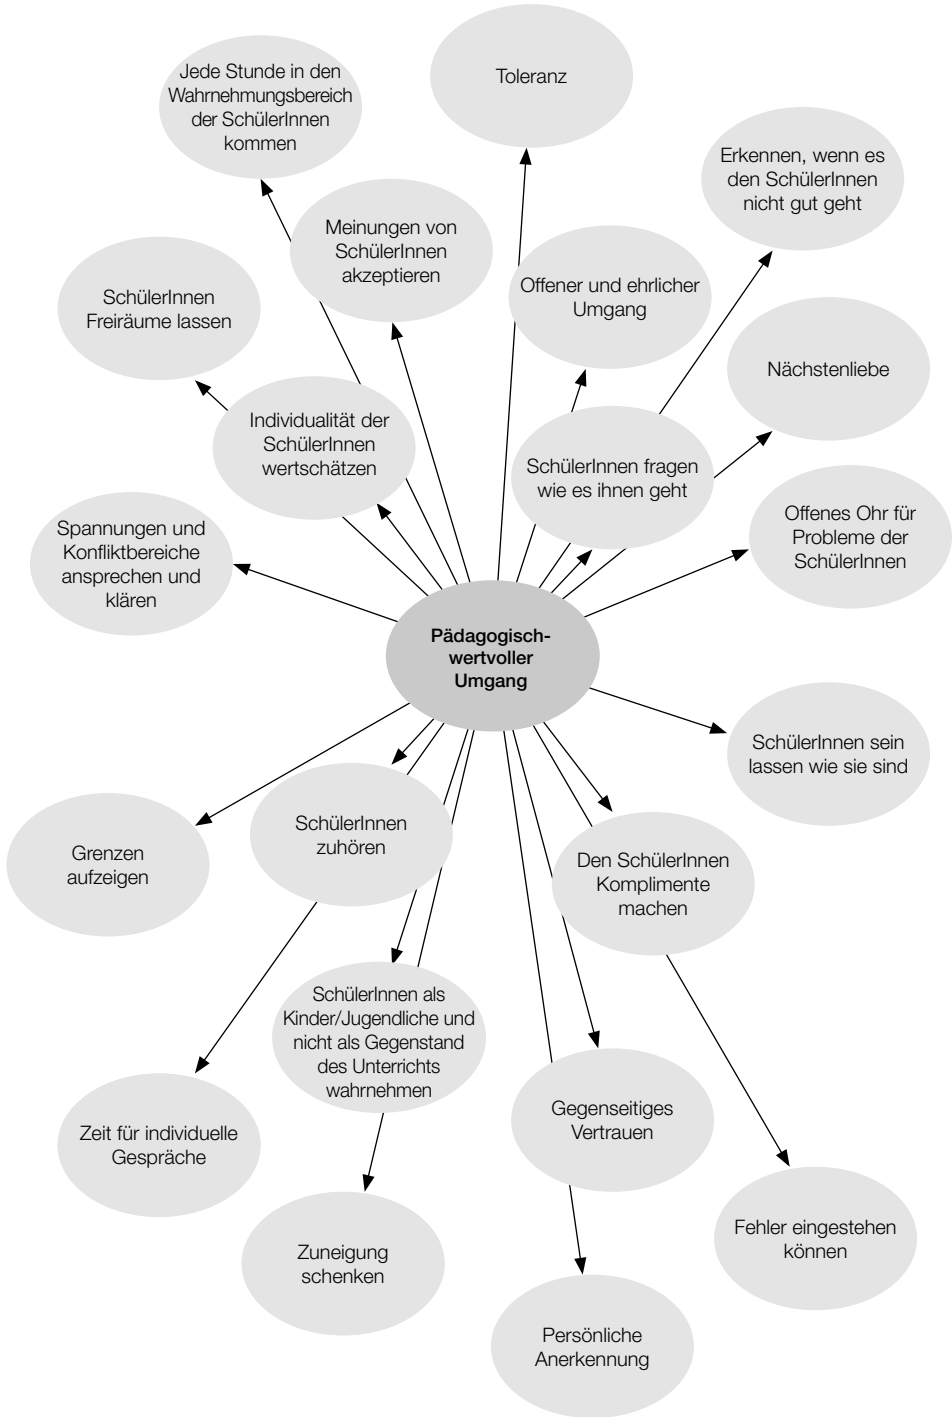 Toleranz
Jede Stunde in den
Wahrnehmungsbereich
der SchülerInnen
kommen
Erkennen, wenn es
den SchülerInnen
nicht gut geht
Meinungen von
SchülerInnen
akzeptieren
Offener und ehrlicher
Umgang
SchülerInnen
Freiräume lassen
Nächstenliebe
Individualität der
SchülerInnen
wertschätzen
SchülerInnen fragen
wie es ihnen geht
Spannungen und
Konfliktbereiche
ansprechen und
klären
Offenes Ohr für
Probleme der
SchülerInnen
Pädagogisch-
wertvoller
Umgang
SchülerInnen sein
lassen wie sie sind
Grenzen
aufzeigen
SchülerInnen
zuhören
Den SchülerInnen
Komplimente
machen
SchülerInnen als
Kinder/Jugendliche und
nicht als Gegenstand
des Unterrichts
wahrnehmen
Zeit für individuelle
Gespräche
Gegenseitiges
Vertrauen
Zuneigung
schenken
Fehler eingestehen
können
Persönliche
Anerkennung